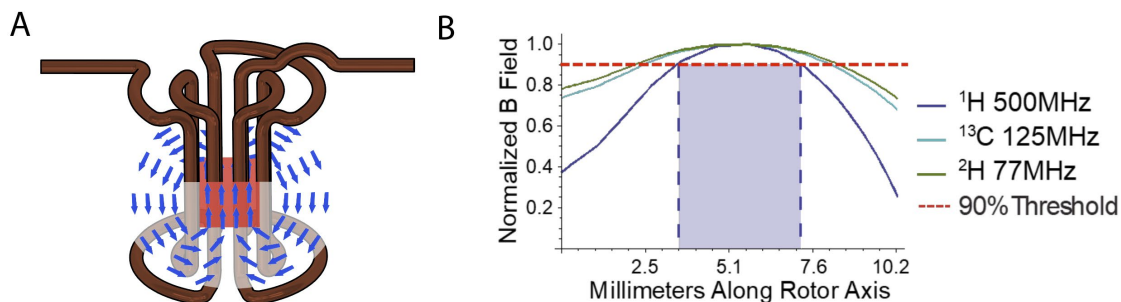 A
B
Normalized B Field
1.0
0.8
0.6
0.4
0.2
2.5 5.1 7.6 10.2
Millimeters Along Rotor Axis
¹H 500MHz
¹³C 125MHz
²H 77MHz
90% Threshold